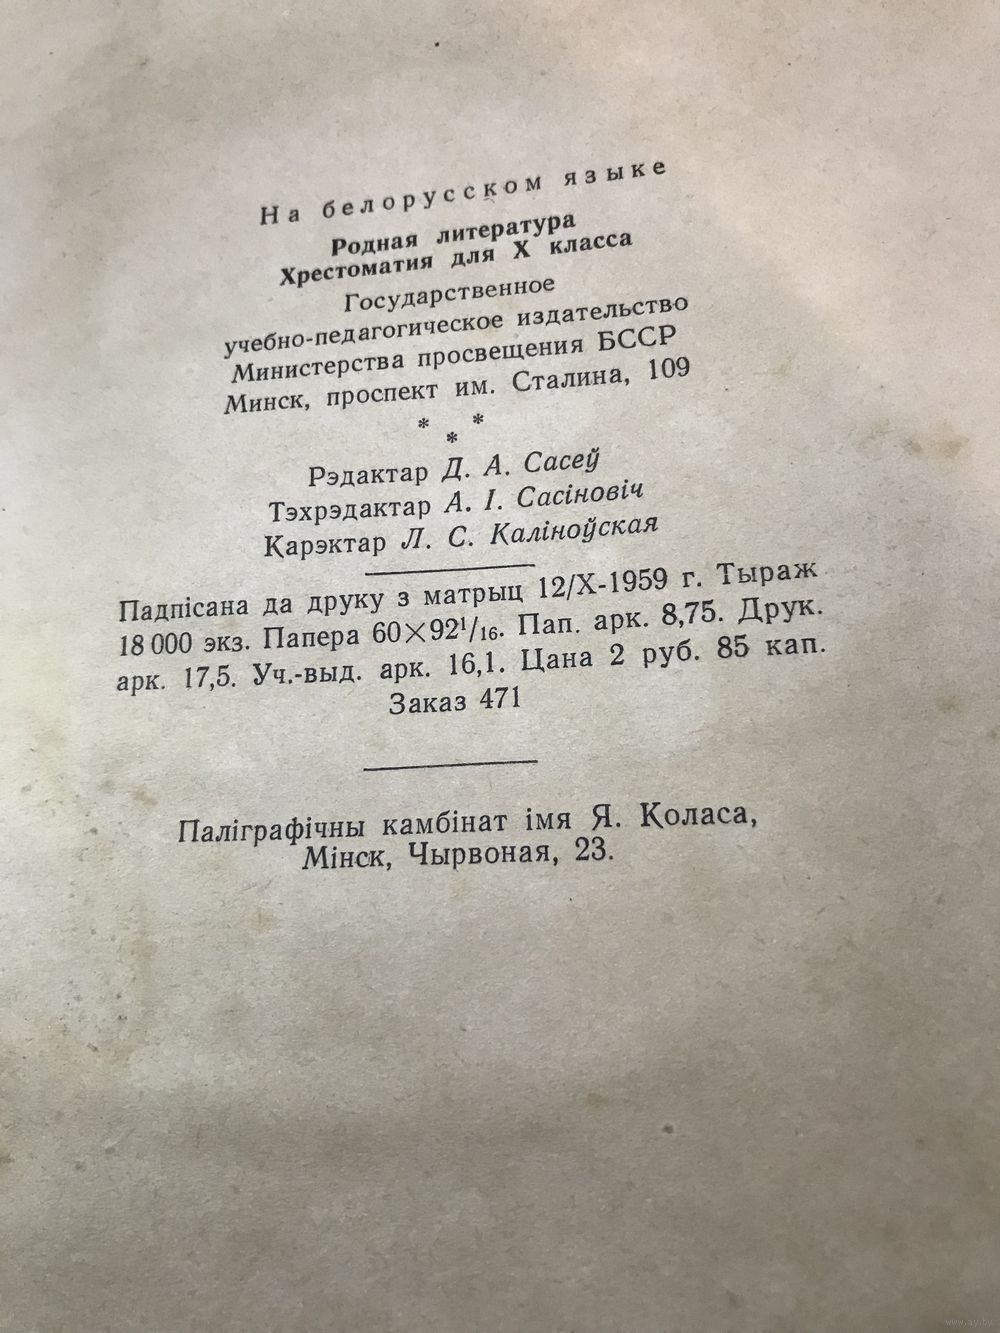 На белорусском языке
Родная литература
Хрестоматия для X класса
Государственное
учебно-педагогическое издательство
Министерства просвещения БССР
Минск, проспект им. Сталина, 109
* * *
Рэдактар Д. А. Сасеў
Тэхрэдактар А. І. Сасіновіч
Карэктар Л. С. Каліноўская
Падпісана да друку з матрыц 12/X-1959 г. Тыраж
18 000 экз. Папера 60×92¹/₁₆. Пап. арк. 8,75. Друк.
арк. 17,5. Уч.-выд. арк. 16,1. Цана 2 руб. 85 кап.
Заказ 471
Паліграфічны камбінат імя Я. Коласа,
Мінск, Чырвоная, 23.
www.ay.by